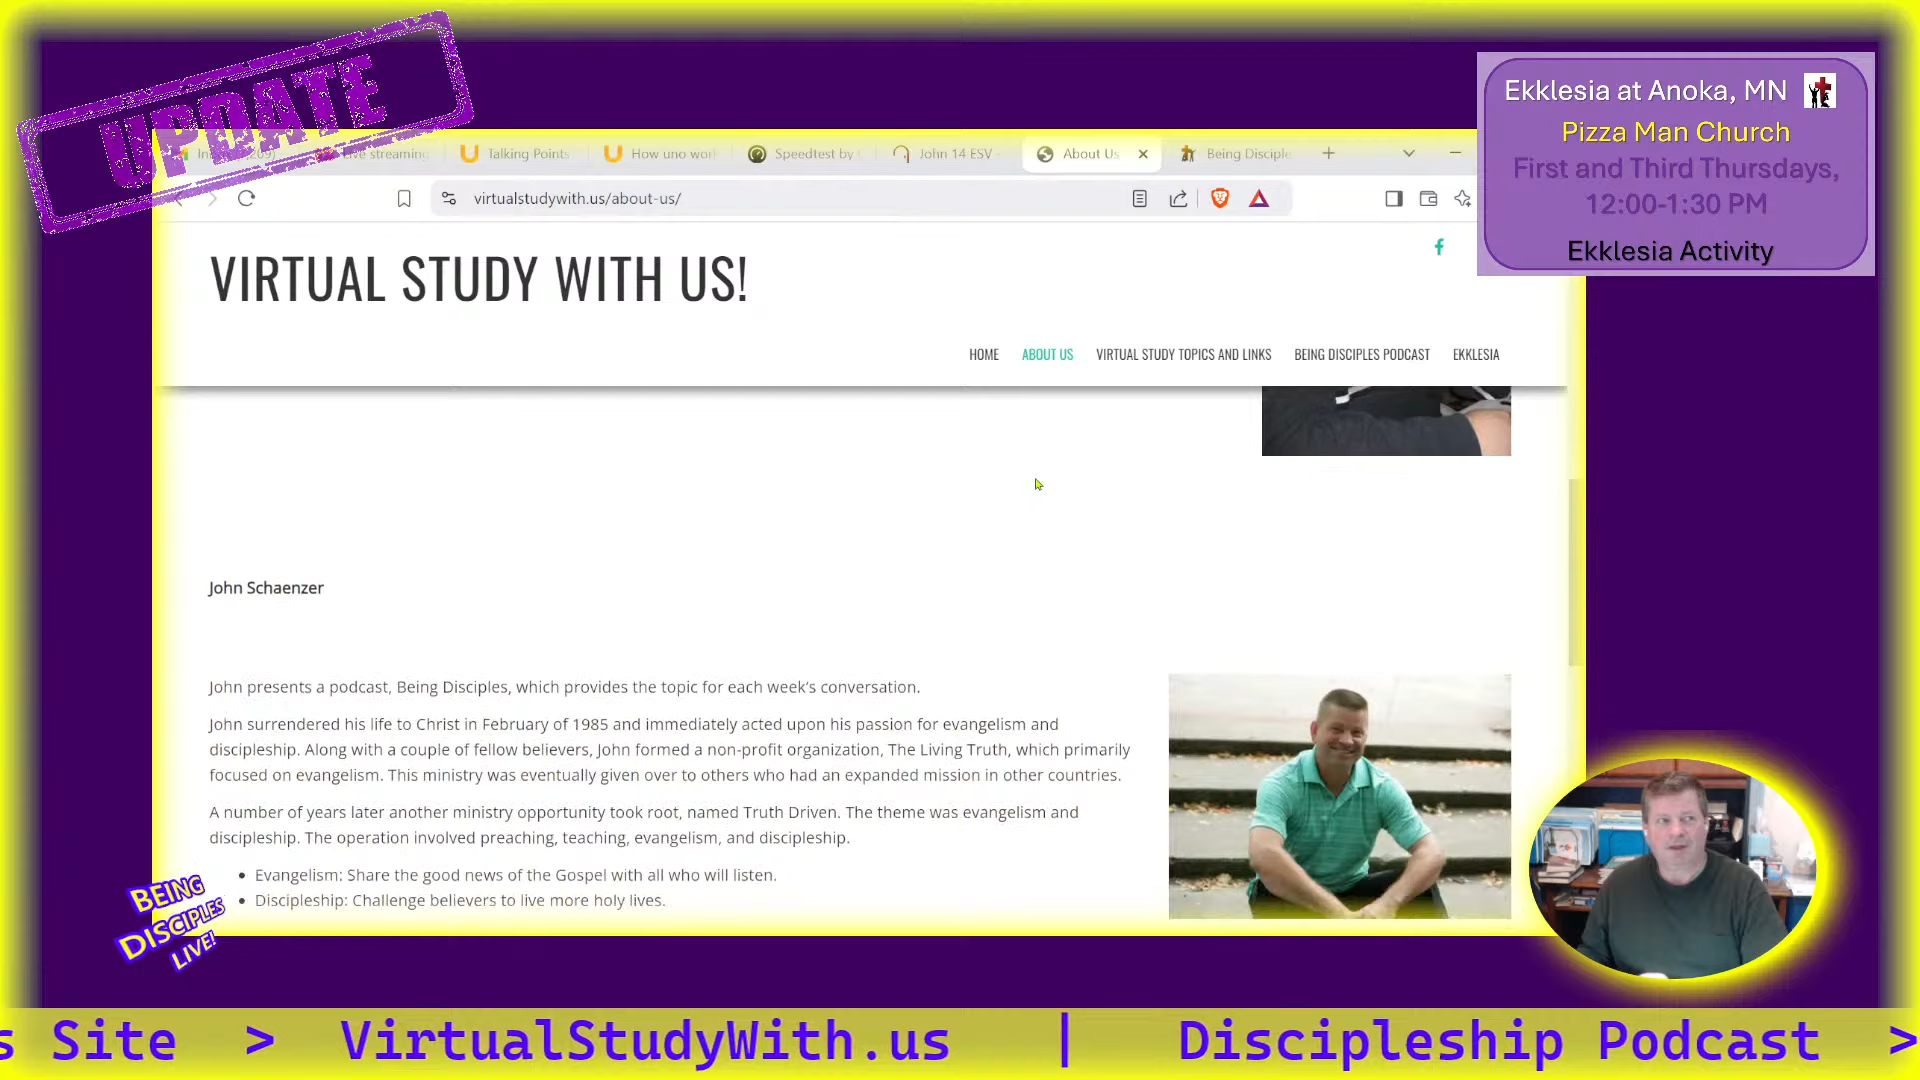 UPDATE
Ekklesia at Anoka, MN
Pizza Man Church
First and Third Thursdays,
12:00-1:30 PM
Ekklesia Activity
live streaming
Talking Points
How uno wor
Speedtest by
John 14 ESV
About Us
Being Disciple
virtualstudywith.us/about-us/
VIRTUAL STUDY WITH US!
HOME ABOUT US VIRTUAL STUDY TOPICS AND LINKS BEING DISCIPLES PODCAST EKKLESIA
John Schaenzer
John presents a podcast, Being Disciples, which provides the topic for each week’s conversation.
John surrendered his life to Christ in February of 1985 and immediately acted upon his passion for evangelism and
discipleship. Along with a couple of fellow believers, John formed a non-profit organization, The Living Truth, which primarily
focused on evangelism. This ministry was eventually given over to others who had an expanded mission in other countries.
A number of years later another ministry opportunity took root, named Truth Driven. The theme was evangelism and
discipleship. The operation involved preaching, teaching, evangelism, and discipleship.
• Evangelism: Share the good news of the Gospel with all who will listen.
• Discipleship: Challenge believers to live more holy lives.
BEING
DISCIPLES
LIVE!
s Site > VirtualStudyWith.us | Discipleship Podcast >